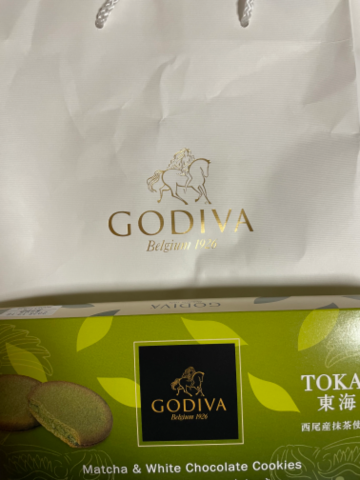 GODIVA
Belgium 1926
GODIVA
GODIVA
Belgium 1926
TOKA
東海
西尾産抹茶使
Matcha & White Chocolate Cookies